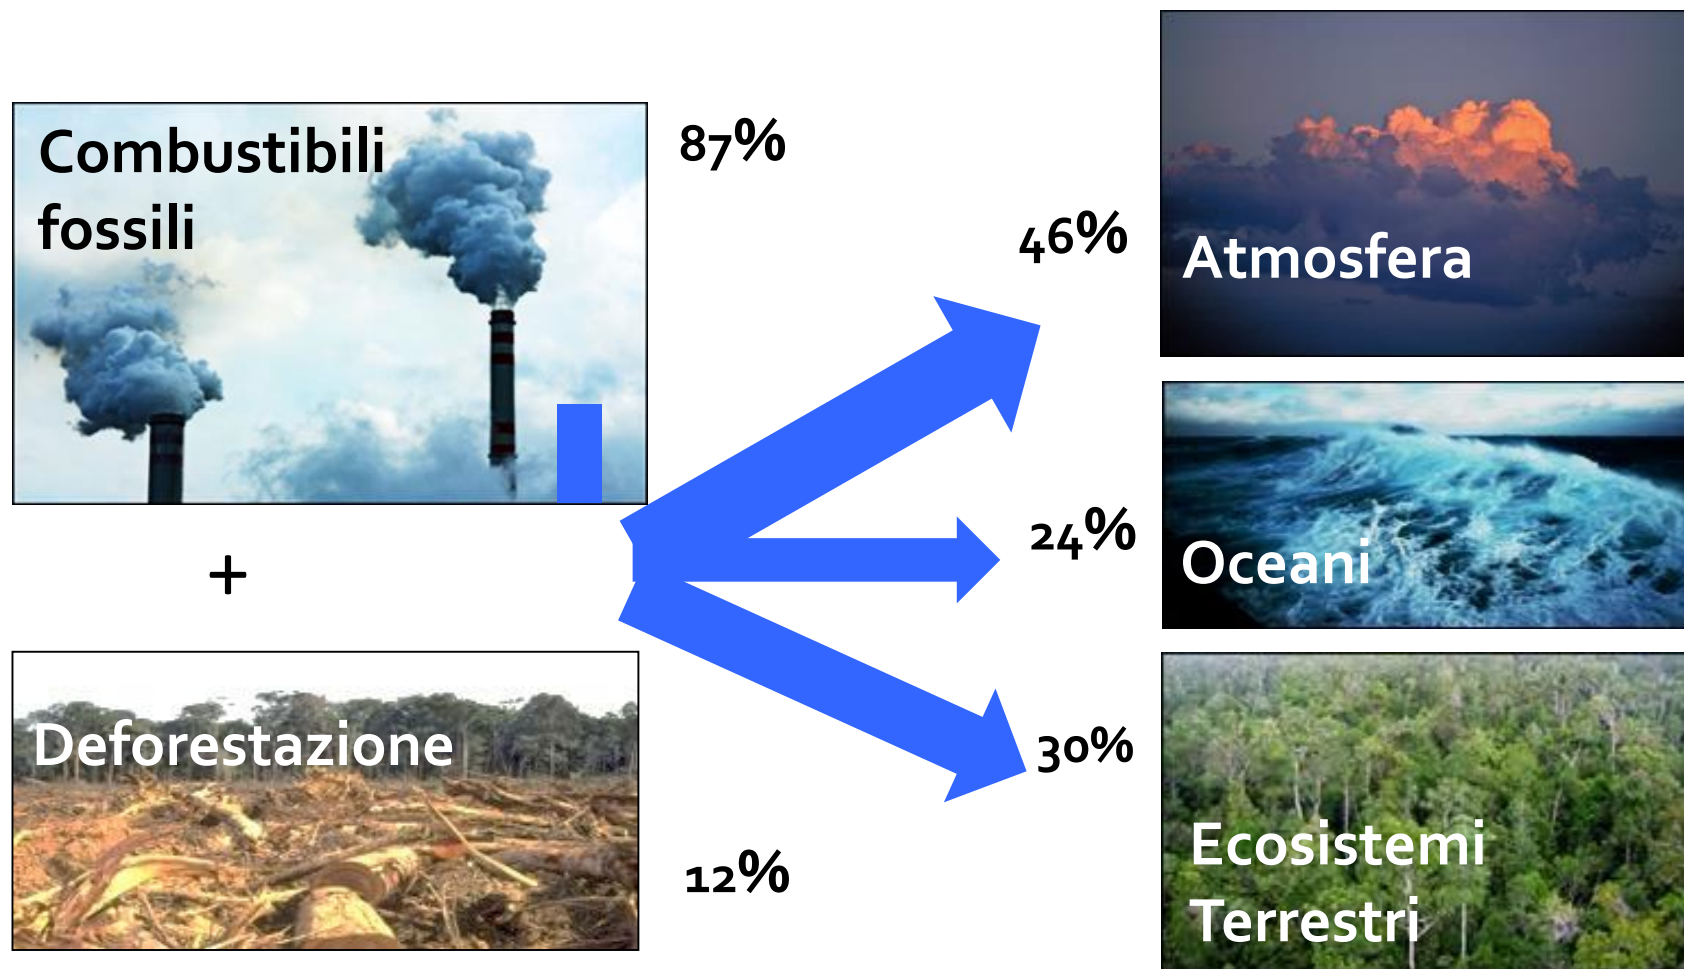 Combustibili
fossili
87%
+
Deforestazione
12%
46%
Atmosfera
24%
Oceani
30%
Ecosistemi
Terrestri